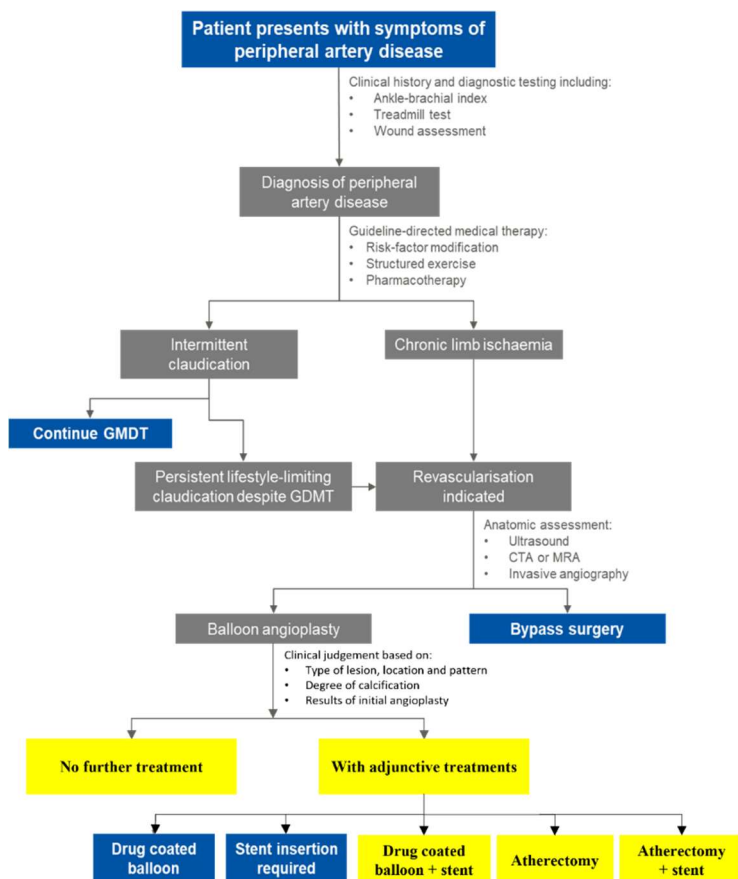 Patient presents with symptoms of
peripheral artery disease
Clinical history and diagnostic testing including:
• Ankle-brachial index
• Treadmill test
• Wound assessment
Diagnosis of peripheral
artery disease
Guideline-directed medical therapy:
• Risk-factor modification
• Structured exercise
• Pharmacotherapy
Intermittent
claudication
Chronic limb ischaemia
Continue GMDT
Persistent lifestyle-limiting
claudication despite GDMT
Revascularisation
indicated
Anatomic assessment:
• Ultrasound
• CTA or MRA
• Invasive angiography
Balloon angioplasty
Bypass surgery
Clinical judgement based on:
• Type of lesion, location and pattern
• Degree of calcification
• Results of initial angioplasty
No further treatment
With adjunctive treatments
Drug coated
balloon
Stent insertion
required
Drug coated
balloon + stent
Atherectomy
Atherectomy
+ stent